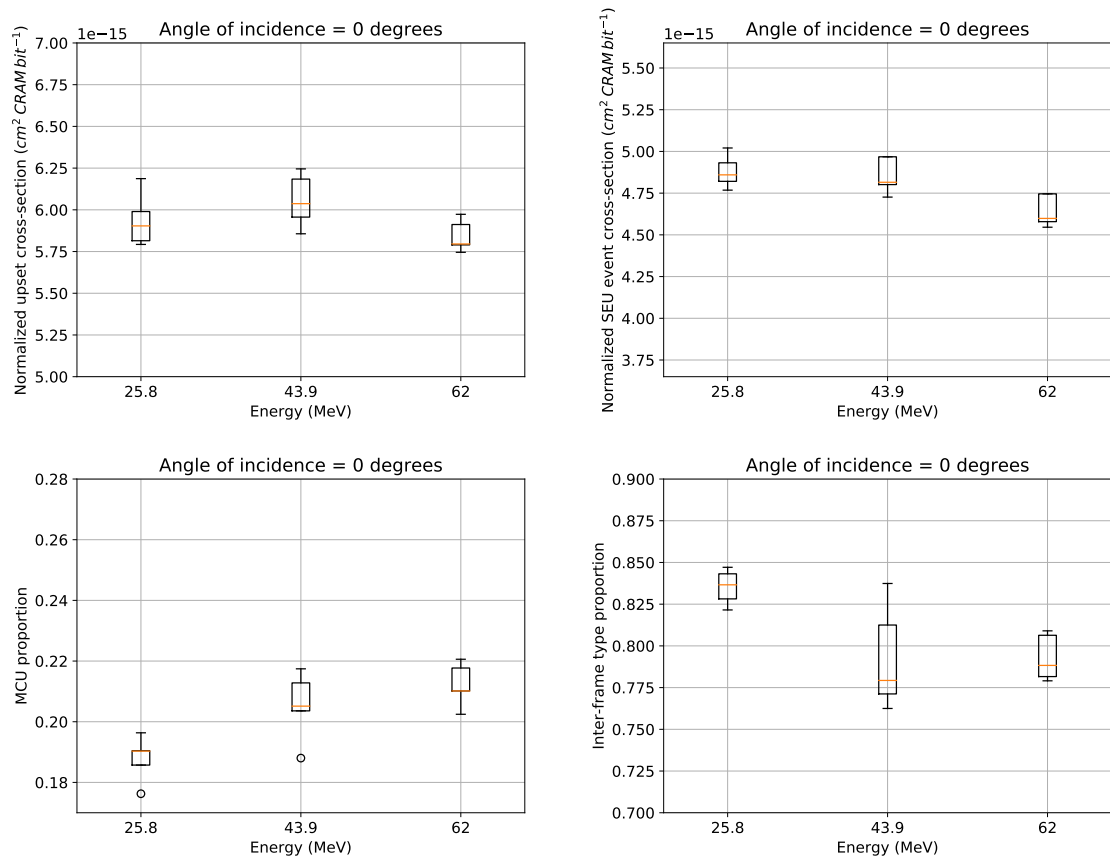 Angle of incidence = 0 degrees
1e−15
Normalized upset cross-section (cm² CRAM bit⁻¹)
7.00
6.75
6.50
6.25
6.00
5.75
5.50
5.25
5.00
25.8 43.9 62
Energy (MeV)
Angle of incidence = 0 degrees
1e−15
Normalized SEU event cross-section (cm² CRAM bit⁻¹)
5.50
5.25
5.00
4.75
4.50
4.25
4.00
3.75
25.8 43.9 62
Energy (MeV)
Angle of incidence = 0 degrees
MCU proportion
0.28
0.26
0.24
0.22
0.20
0.18
25.8 43.9 62
Energy (MeV)
Angle of incidence = 0 degrees
Inter-frame type proportion
0.900
0.875
0.850
0.825
0.800
0.775
0.750
0.725
0.700
25.8 43.9 62
Energy (MeV)